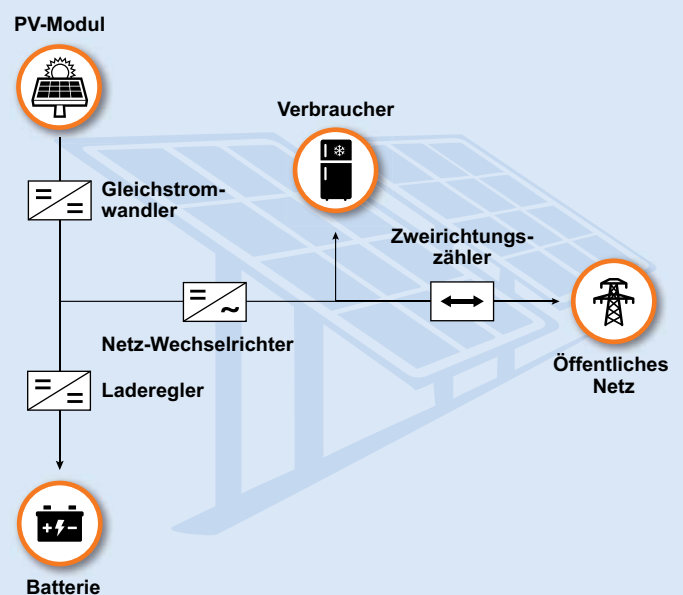 PV-Modul
Verbraucher
Gleichstrom-
wandler
Zweirichtungs-
zähler
Netz-Wechselrichter
Öffentliches
Netz
Laderegler
Batterie